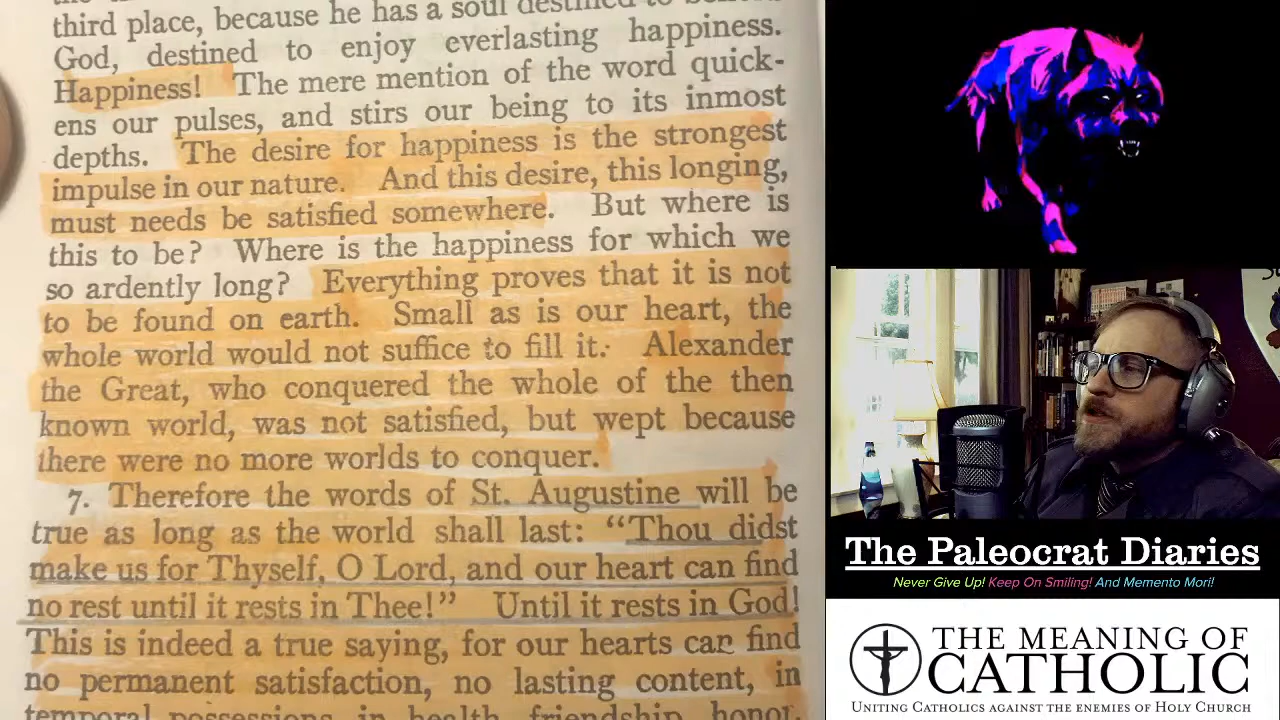 third place, because he has a soul destined to
God, destined to enjoy everlasting happiness.
Happiness! The mere mention of the word quick-
ens our pulses, and stirs our being to its inmost
depths. The desire for happiness is the strongest
impulse in our nature. And this desire, this longing,
must needs be satisfied somewhere. But where is
this to be? Where is the happiness for which we
so ardently long? Everything proves that it is not
to be found on earth. Small as is our heart, the
whole world would not suffice to fill it. Alexander
the Great, who conquered the whole of the then
known world, was not satisfied, but wept because
there were no more worlds to conquer.
7. Therefore the words of St. Augustine will be
true as long as the world shall last: "Thou didst
make us for Thyself, O Lord, and our heart can find
no rest until it rests in Thee!" Until it rests in God!
This is indeed a true saying, for our hearts can find
no permanent satisfaction, no lasting content, in
temporal possessions, in health, friendship, honor,
The Paleocrat Diaries
Never Give Up! Keep On Smiling! And Memento Mori!
THE MEANING OF
CATHOLIC
UNITING CATHOLICS AGAINST THE ENEMIES OF HOLY CHURCH